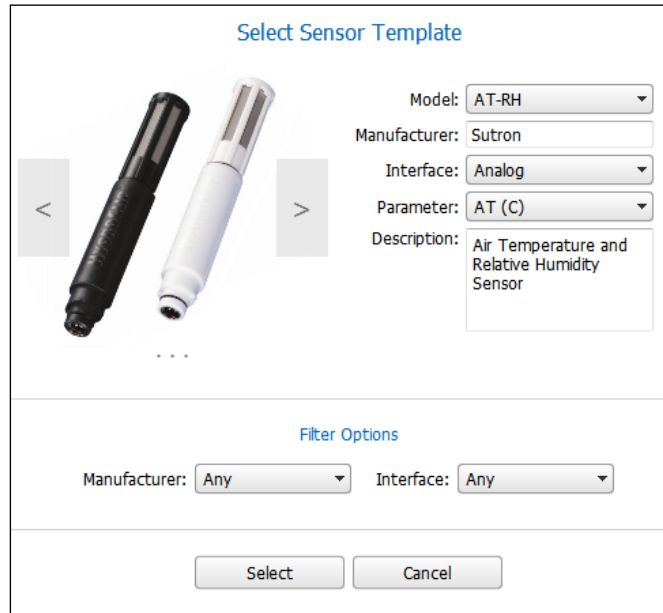 Select Sensor Template
Model: AT-RH
Manufacturer: Sutron
< >
Interface: Analog
Parameter: AT (C)
Description: Air Temperature and
Relative Humidity
Sensor
...
Filter Options
Manufacturer: Any Interface: Any
Select Cancel